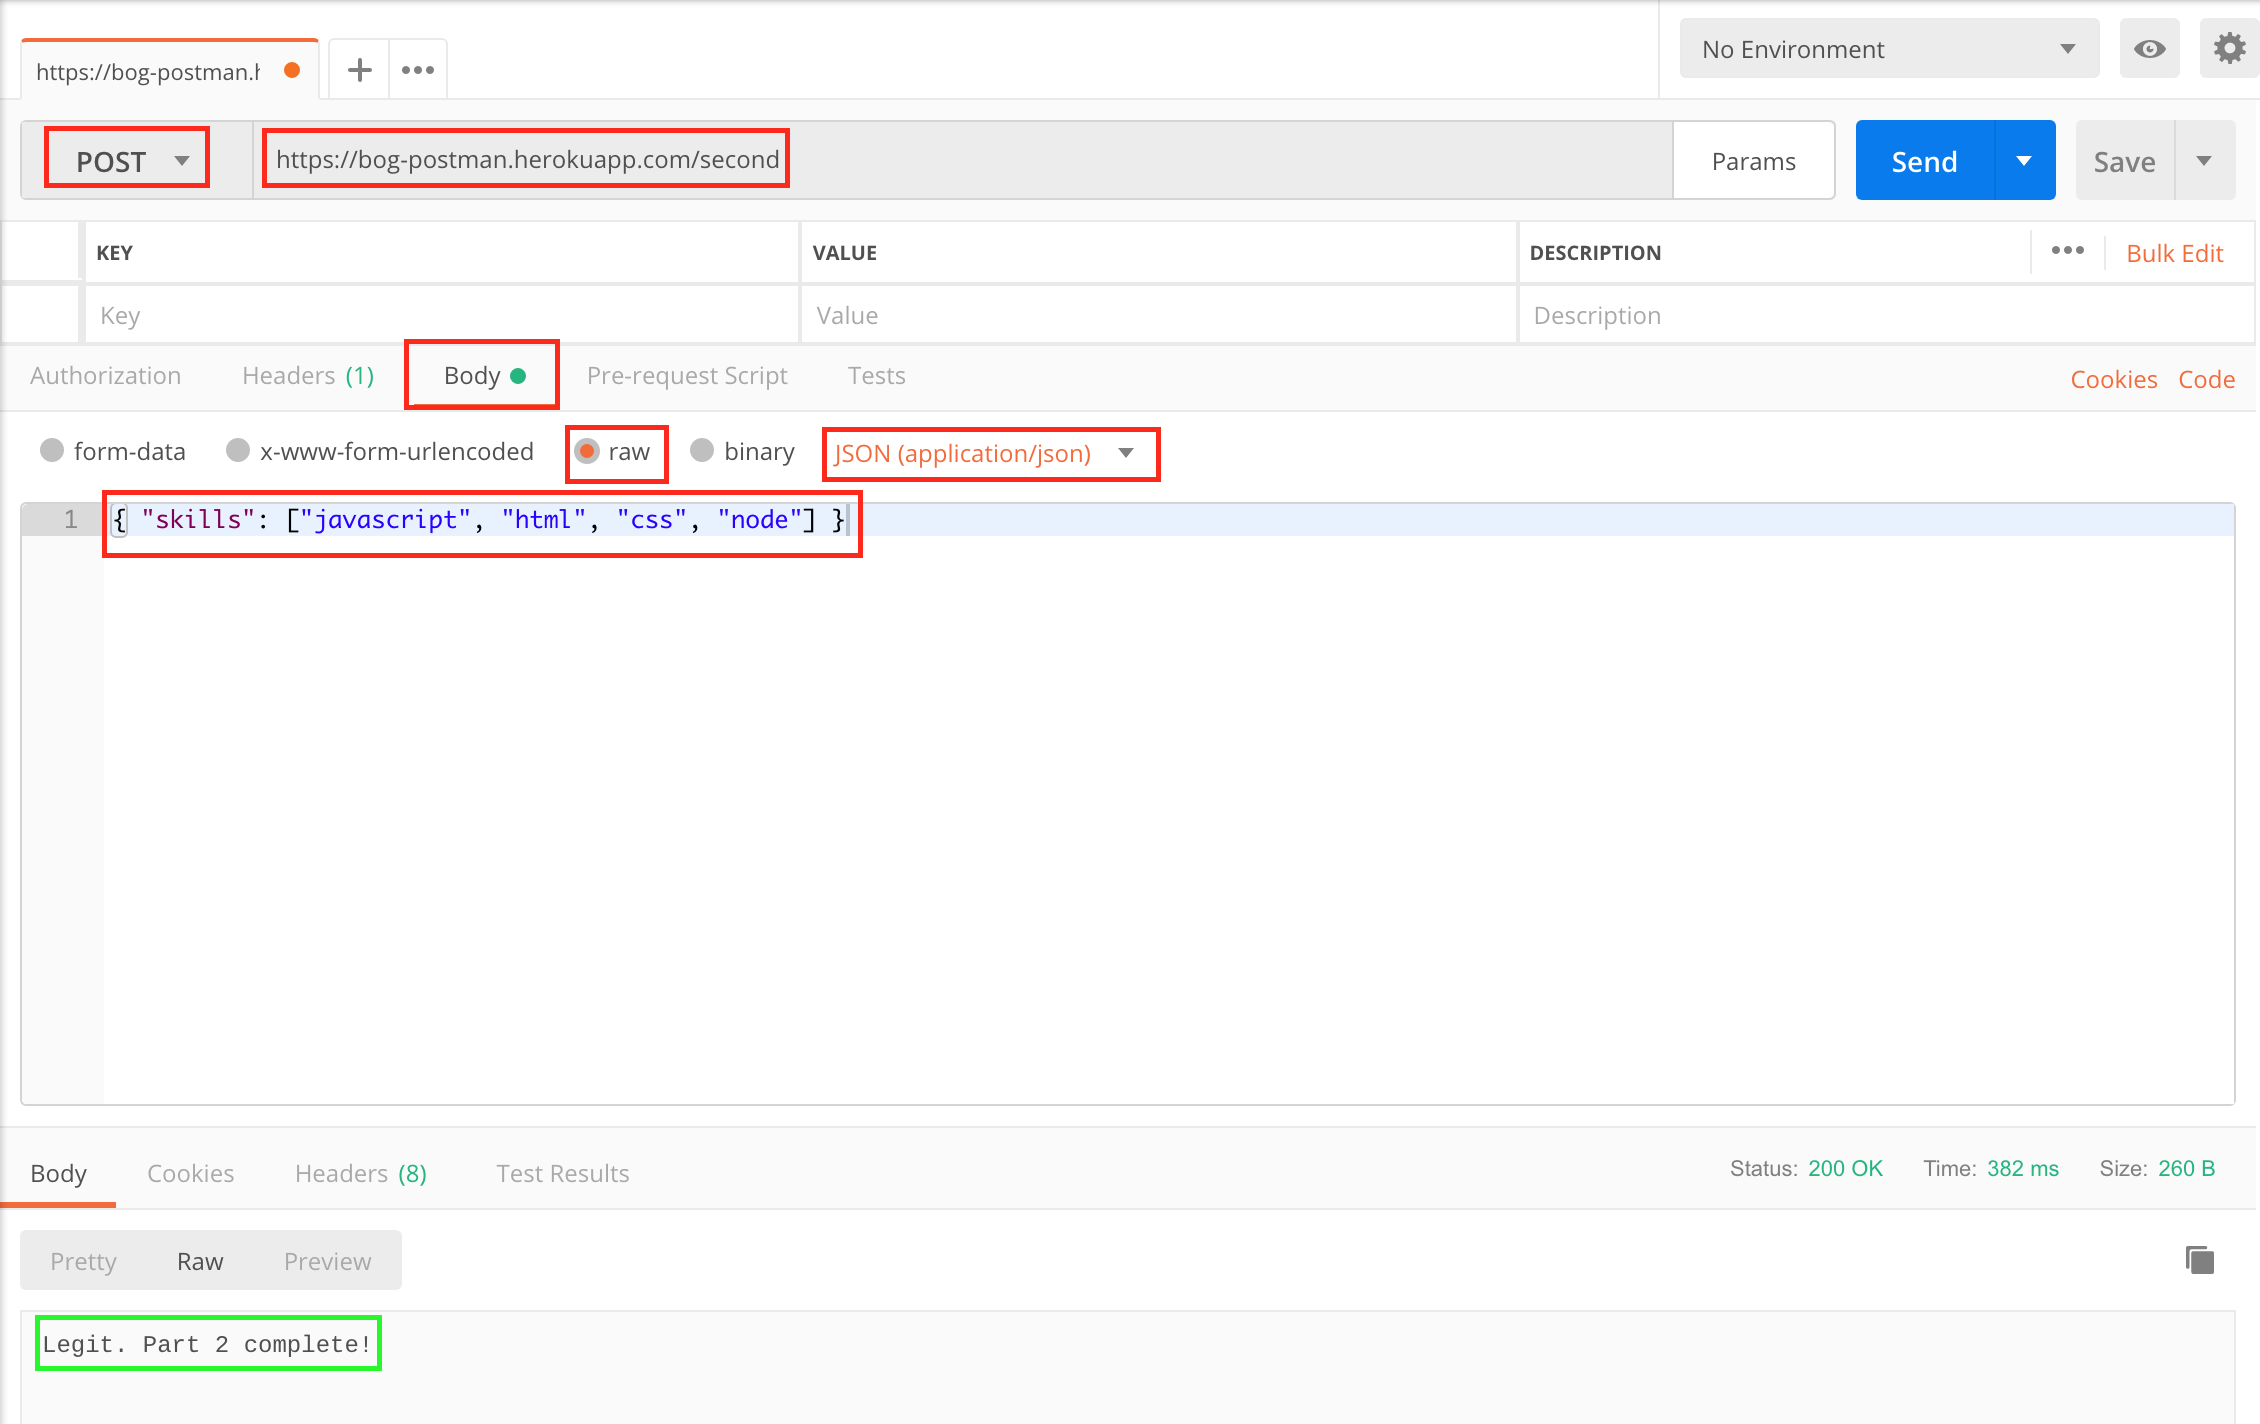 https://bog-postman.h
No Environment
POST
https://bog-postman.herokuapp.com/second
Params
Send
Save
KEY VALUE DESCRIPTION Bulk Edit
Key Value Description
Authorization Headers (1) Body Pre-request Script Tests Cookies Code
form-data x-www-form-urlencoded raw binary JSON (application/json)
1 { "skills": ["javascript", "html", "css", "node"] }
Body Cookies Headers (8) Test Results Status: 200 OK Time: 382 ms Size: 260 B
Pretty Raw Preview
Legit. Part 2 complete!